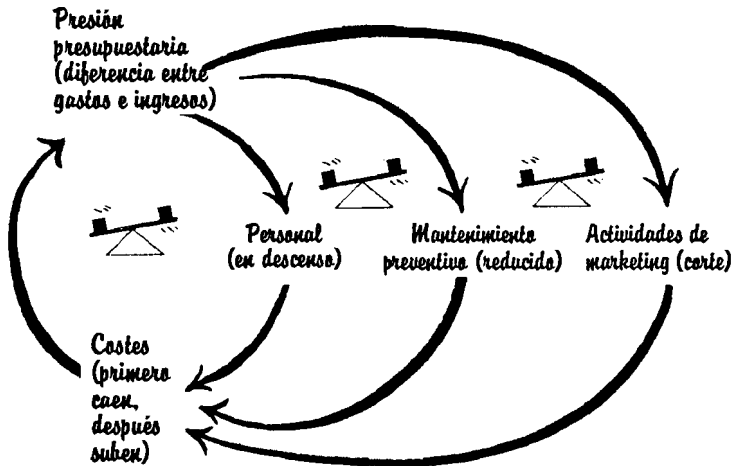 Presión
presupuestaria
(diferencia entre
gastos e ingresos)
Personal
(en descenso)
Mantenimiento
preventivo (reducido)
Actividades de
marketing (corte)
Costes
(primero
caen,
después
suben)